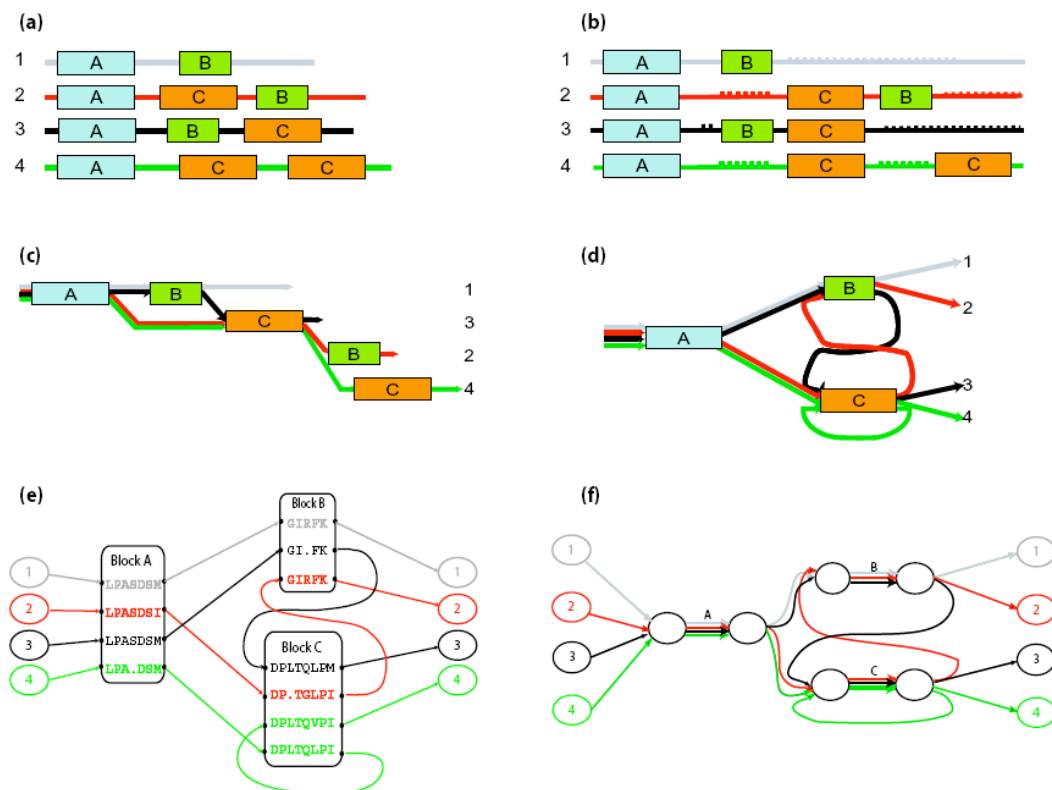 (a)
1 A B
2 A C B
3 A B C
4 A C C
(b)
1 A B
2 A C B
3 A B C
4 A C C
(c)
A B 1
C 3
B 2
C 4
(d)
1
B
2
A
3
C
4
(e)
Block B
GIRFK
GI.FK
GIRFK
Block A
1 LPASDSM 1
2 LPASDSI 2
3 LPASDSM 3
4 LPA.DSM 4
Block C
DPLTQLPM
DP.TGLPI
DPLTQVPI
DPLTQLPI
(f)
1 1
B
2 2
A
3 3
C
4 4